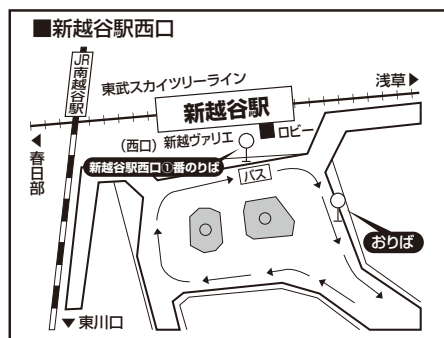 ■新越谷駅西口
JR南越谷駅
東武スカイツリーライン
浅草▶
新越谷駅
ロビー
(西口) 新越ヴァリエ
◀春日部
新越谷駅西口①番のりば
バス
おりば
▼東川口